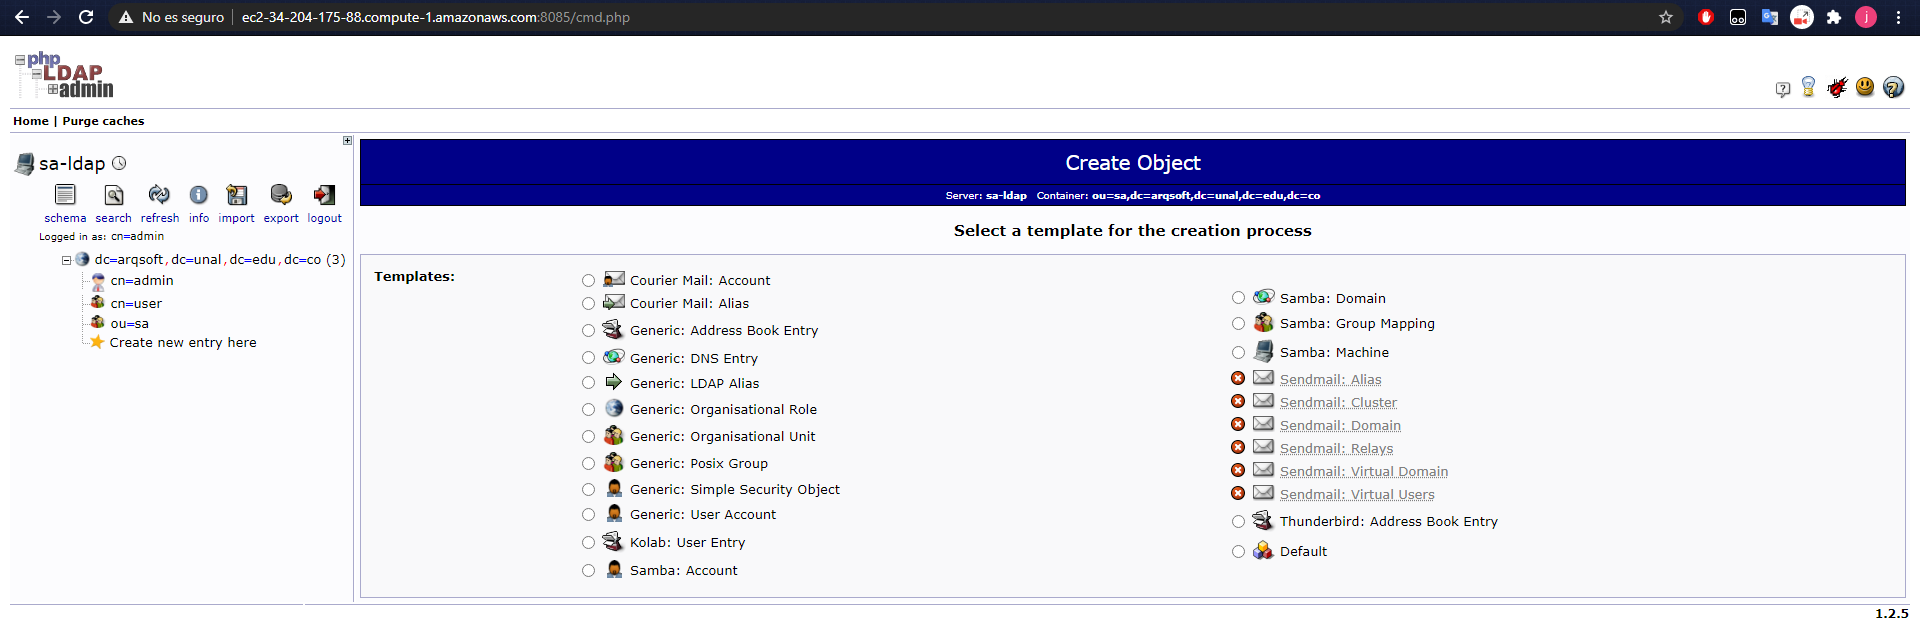 No es seguro ec2-34-204-175-88.compute-1.amazonaws.com:8085/cmd.php
j
php
LDAP
admin
Home | Purge caches
sa-ldap
schema search refresh info import export logout
Logged in as: cn=admin
dc=arqsoft,dc=unal,dc=edu,dc=co (3)
cn=admin
cn=user
ou=sa
Create new entry here
Create Object
Server: sa-ldap Container: ou=sa,dc=arqsoft,dc=unal,dc=edu,dc=co
Select a template for the creation process
Templates:
Courier Mail: Account
Courier Mail: Alias
Generic: Address Book Entry
Generic: DNS Entry
Generic: LDAP Alias
Generic: Organisational Role
Generic: Organisational Unit
Generic: Posix Group
Generic: Simple Security Object
Generic: User Account
Kolab: User Entry
Samba: Account
Samba: Domain
Samba: Group Mapping
Samba: Machine
Sendmail: Alias
Sendmail: Cluster
Sendmail: Domain
Sendmail: Relays
Sendmail: Virtual Domain
Sendmail: Virtual Users
Thunderbird: Address Book Entry
Default
1.2.5